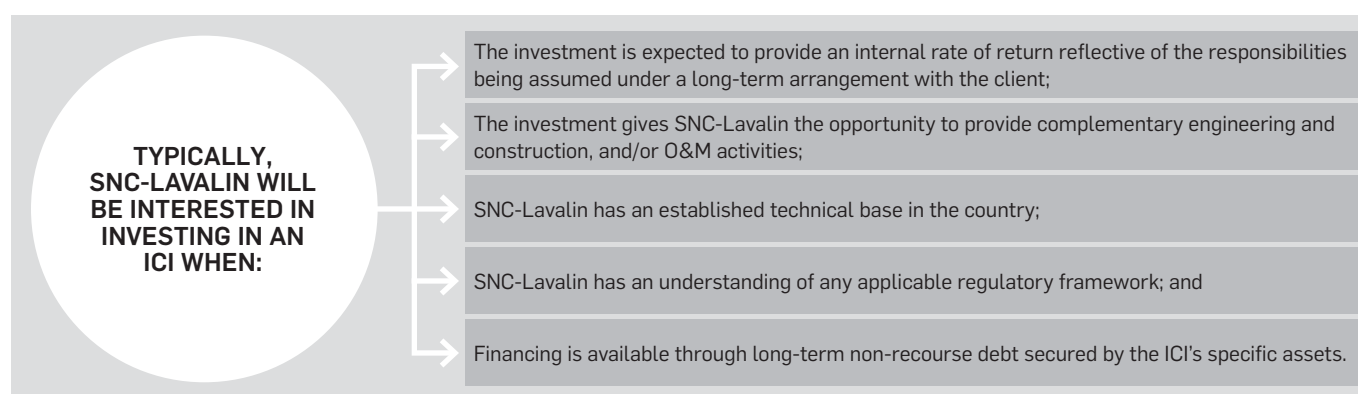 TYPICALLY,
SNC-LAVALIN WILL
BE INTERESTED IN
INVESTING IN AN
ICI WHEN:
The investment is expected to provide an internal rate of return reflective of the responsibilities
being assumed under a long-term arrangement with the client;
The investment gives SNC-Lavalin the opportunity to provide complementary engineering and
construction, and/or O&M activities;
SNC-Lavalin has an established technical base in the country;
SNC-Lavalin has an understanding of any applicable regulatory framework; and
Financing is available through long-term non-recourse debt secured by the ICI's specific assets.